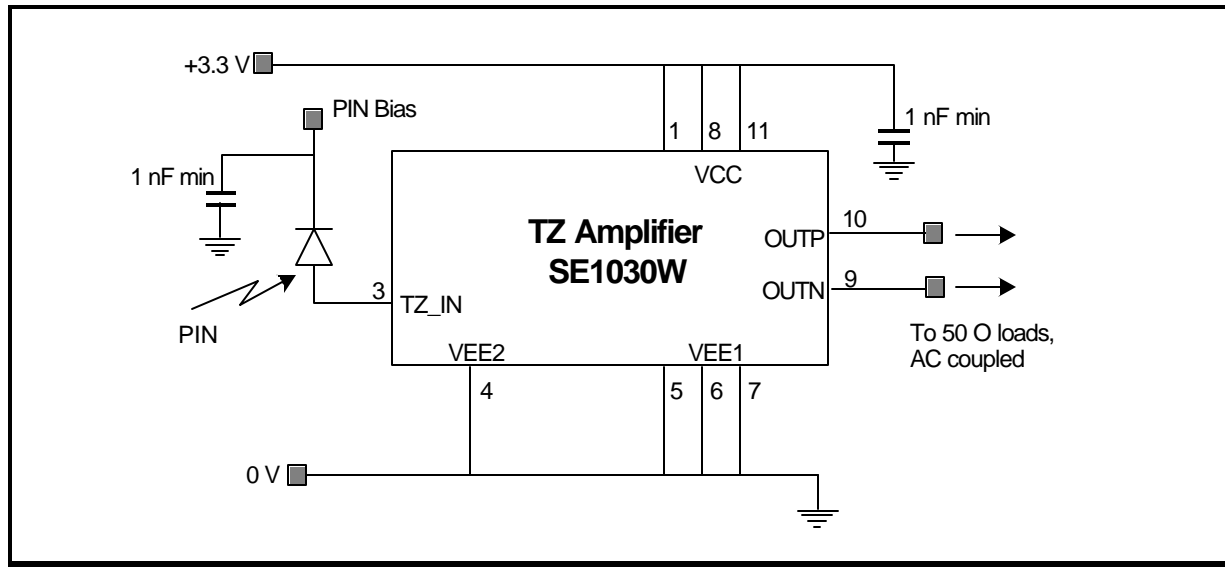 +3.3 V
PIN Bias
1 nF min
1 8 11
1 nF min
VCC
TZ Amplifier
SE1030W
10
OUTP
9
OUTN
3
TZ_IN
PIN
To 50 O loads,
AC coupled
VEE2
VEE1
4
5 6 7
0 V